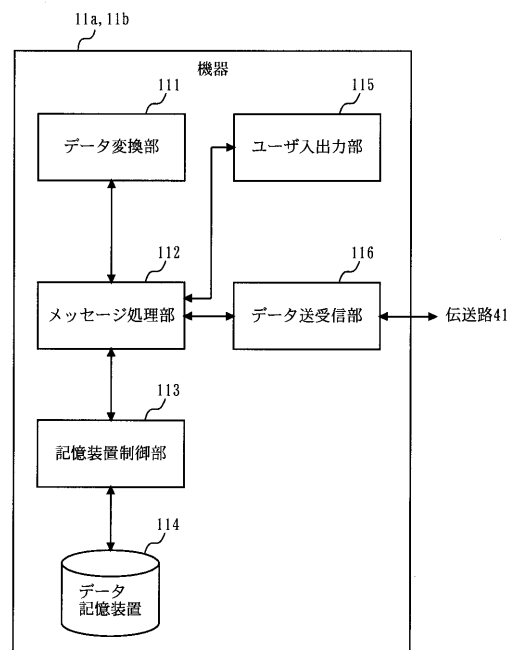 11a,11b
機器
111
データ変換部
115
ユーザ入出力部
112
メッセージ処理部
116
データ送受信部
伝送路41
113
記憶装置制御部
114
データ
記憶装置